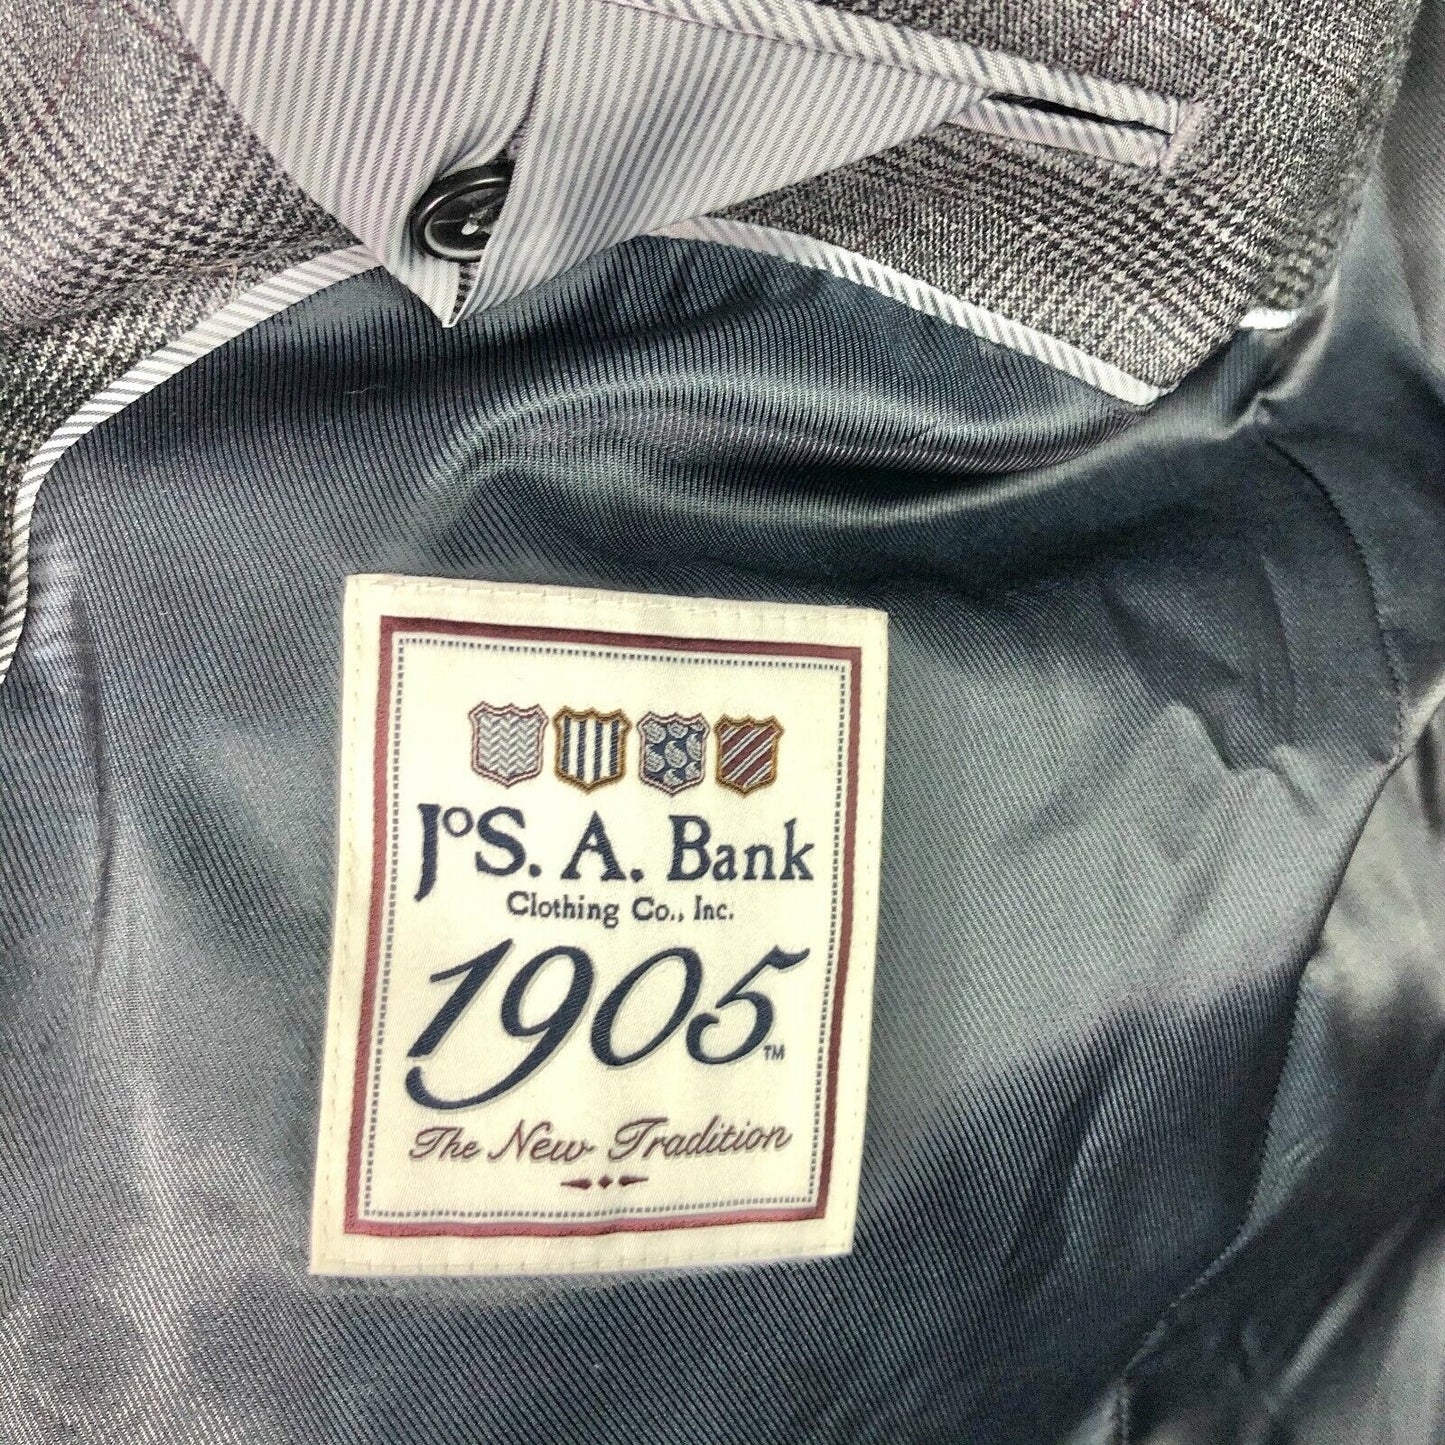 JoS. A. Bank
Clothing Co., Inc.
1905™
The New Tradition